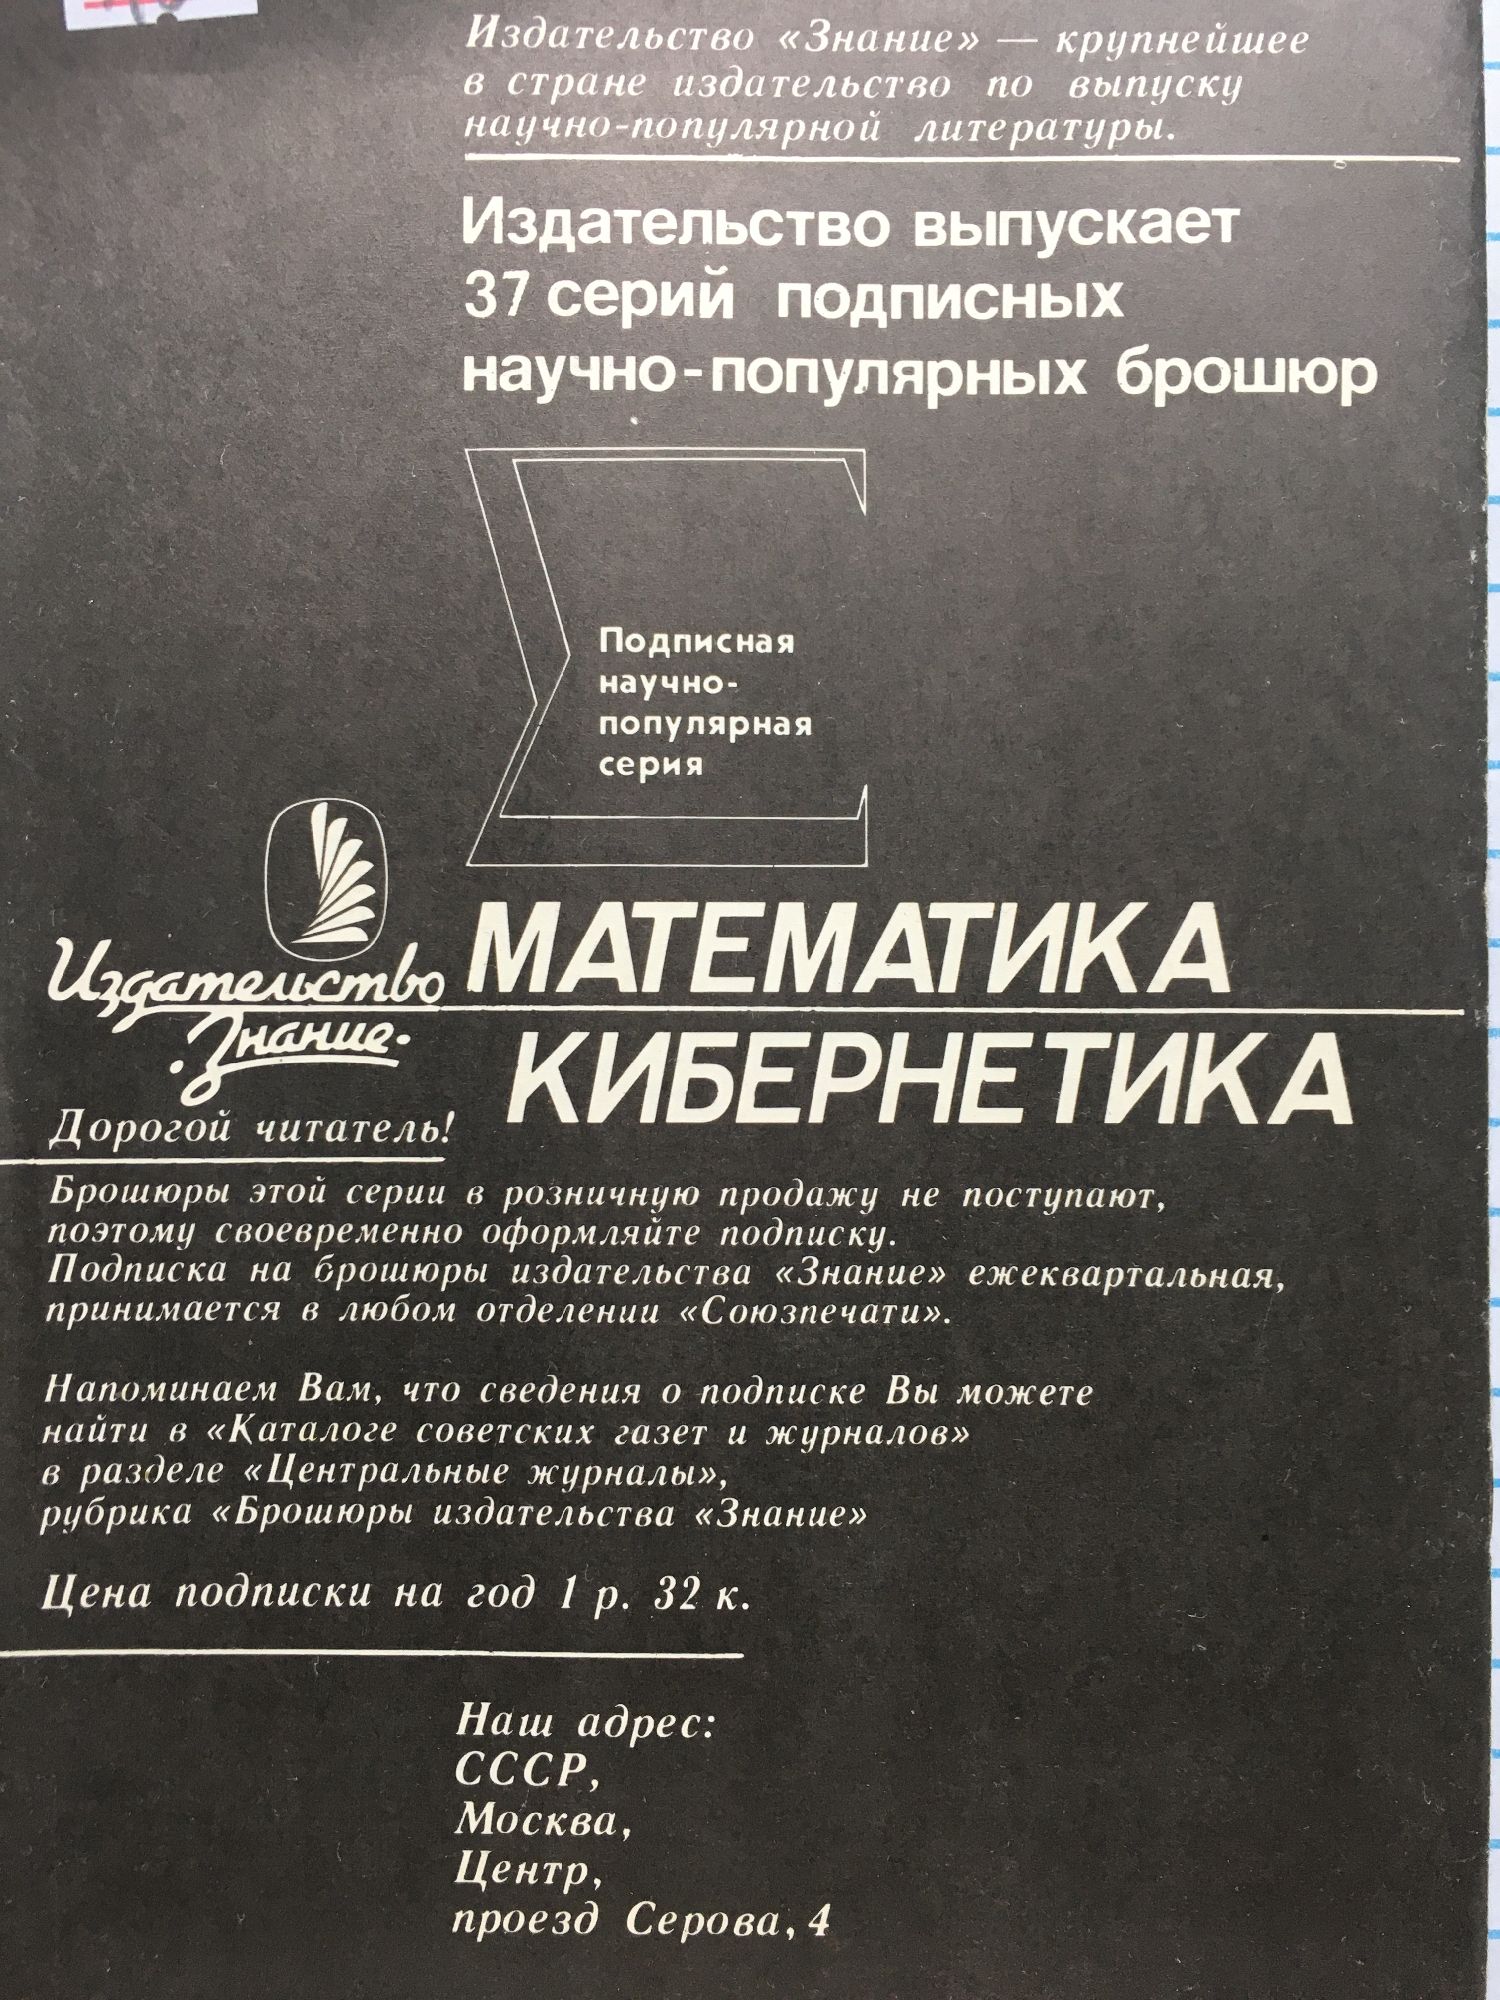 Издательство «Знание» — крупнейшее
в стране издательство по выпуску
научно-популярной литературы.
Издательство выпускает
37 серий подписных
научно-популярных брошюр
Подписная
научно-
популярная
серия
МАТЕМАТИКА
КИБЕРНЕТИКА
Издательство
·Знание·
Дорогой читатель!
Брошюры этой серии в розничную продажу не поступают,
поэтому своевременно оформляйте подписку.
Подписка на брошюры издательства «Знание» ежеквартальная,
принимается в любом отделении «Союзпечати».
Напоминаем Вам, что сведения о подписке Вы можете
найти в «Каталоге советских газет и журналов»
в разделе «Центральные журналы»,
рубрика «Брошюры издательства «Знание»
Цена подписки на год 1 р. 32 к.
Наш адрес:
СССР,
Москва,
Центр,
проезд Серова, 4